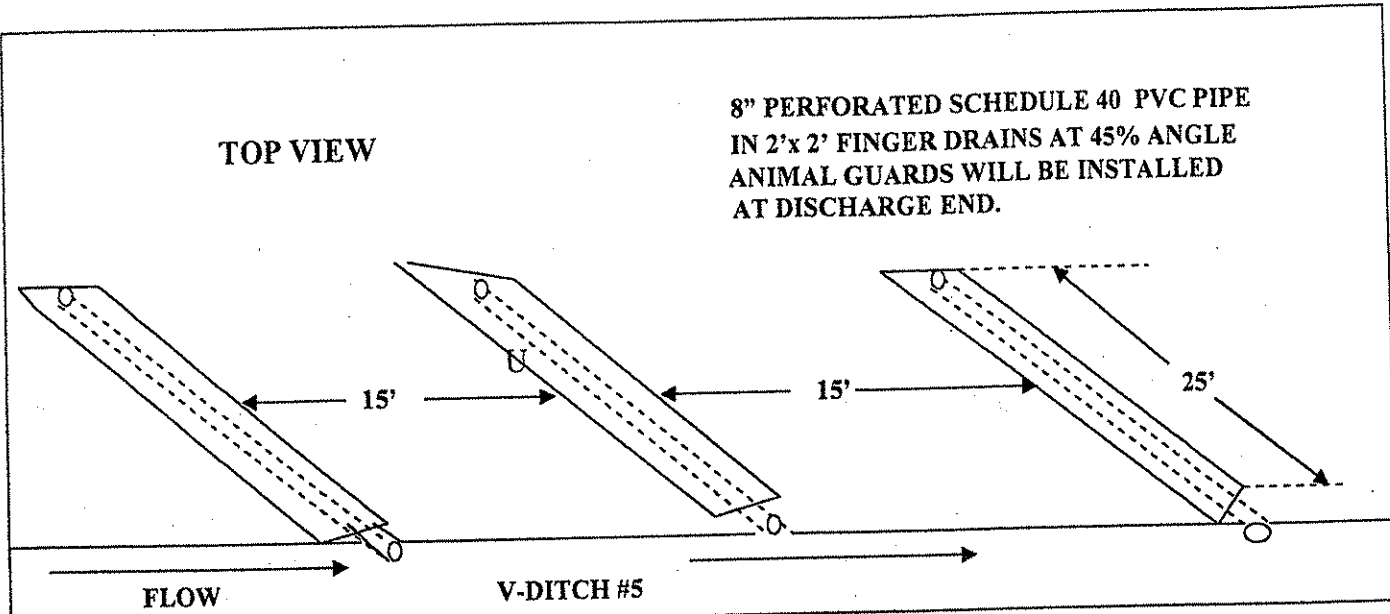 TOP VIEW
8" PERFORATED SCHEDULE 40 PVC PIPE
IN 2'x 2' FINGER DRAINS AT 45% ANGLE
ANIMAL GUARDS WILL BE INSTALLED
AT DISCHARGE END.
U
15'
15'
25'
FLOW
V-DITCH #5